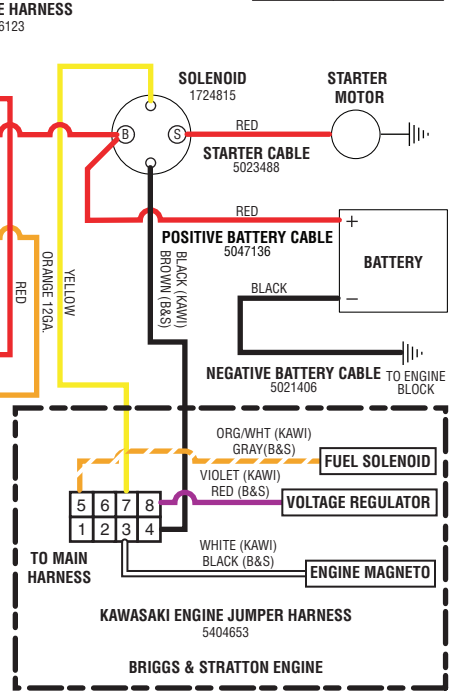 E HARNESS
6123
SOLENOID
1724815
STARTER
MOTOR
B
S
RED
STARTER CABLE
5023488
RED
POSITIVE BATTERY CABLE
5047136
+
BATTERY
−
RED
ORANGE 12GA.
YELLOW
BLACK (KAWI)
BROWN (B&S)
BLACK
NEGATIVE BATTERY CABLE
5021406
TO ENGINE
BLOCK
ORG/WHT (KAWI)
GRAY(B&S)
FUEL SOLENOID
VIOLET (KAWI)
RED (B&S)
VOLTAGE REGULATOR
5 6 7 8
1 2 3 4
TO MAIN
HARNESS
WHITE (KAWI)
BLACK (B&S)
ENGINE MAGNETO
KAWASAKI ENGINE JUMPER HARNESS
5404653
BRIGGS & STRATTON ENGINE